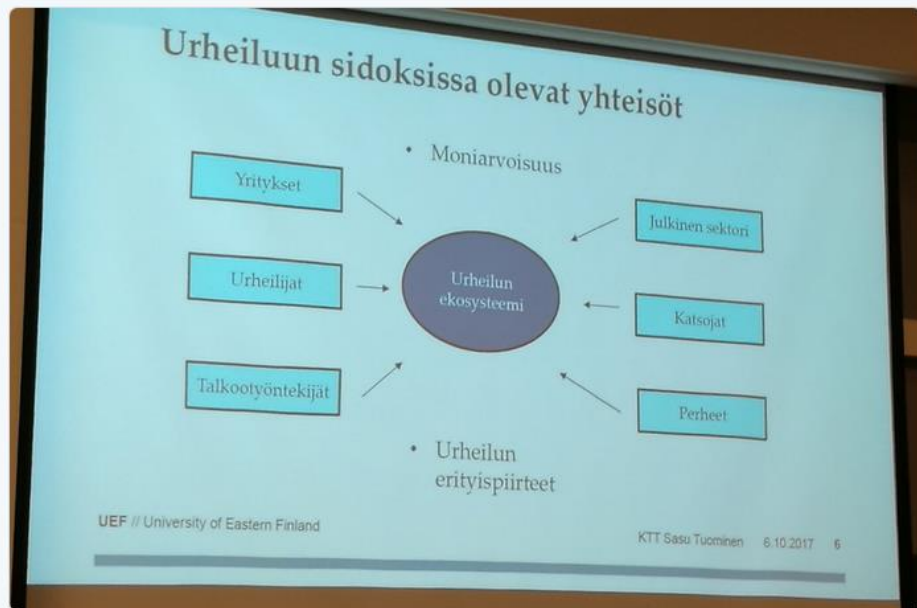 Urheiluun sidoksissa olevat yhteisöt
• Moniarvoisuus
Yritykset
Urheilijat
Talkootyöntekijät
Urheilun
ekosysteemi
Julkinen sektori
Katsojat
Perheet
• Urheilun
erityispiirteet
UEF // University of Eastern Finland
KTT Sasu Tuominen 6.10.2017 6